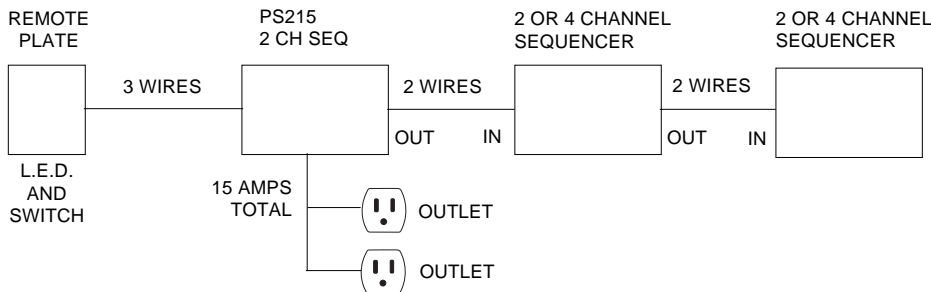 REMOTE
PLATE
PS215
2 CH SEQ
2 OR 4 CHANNEL
SEQUENCER
2 OR 4 CHANNEL
SEQUENCER
3 WIRES
2 WIRES
2 WIRES
OUT
IN
OUT
IN
L.E.D.
AND
SWITCH
15 AMPS
TOTAL
OUTLET
OUTLET